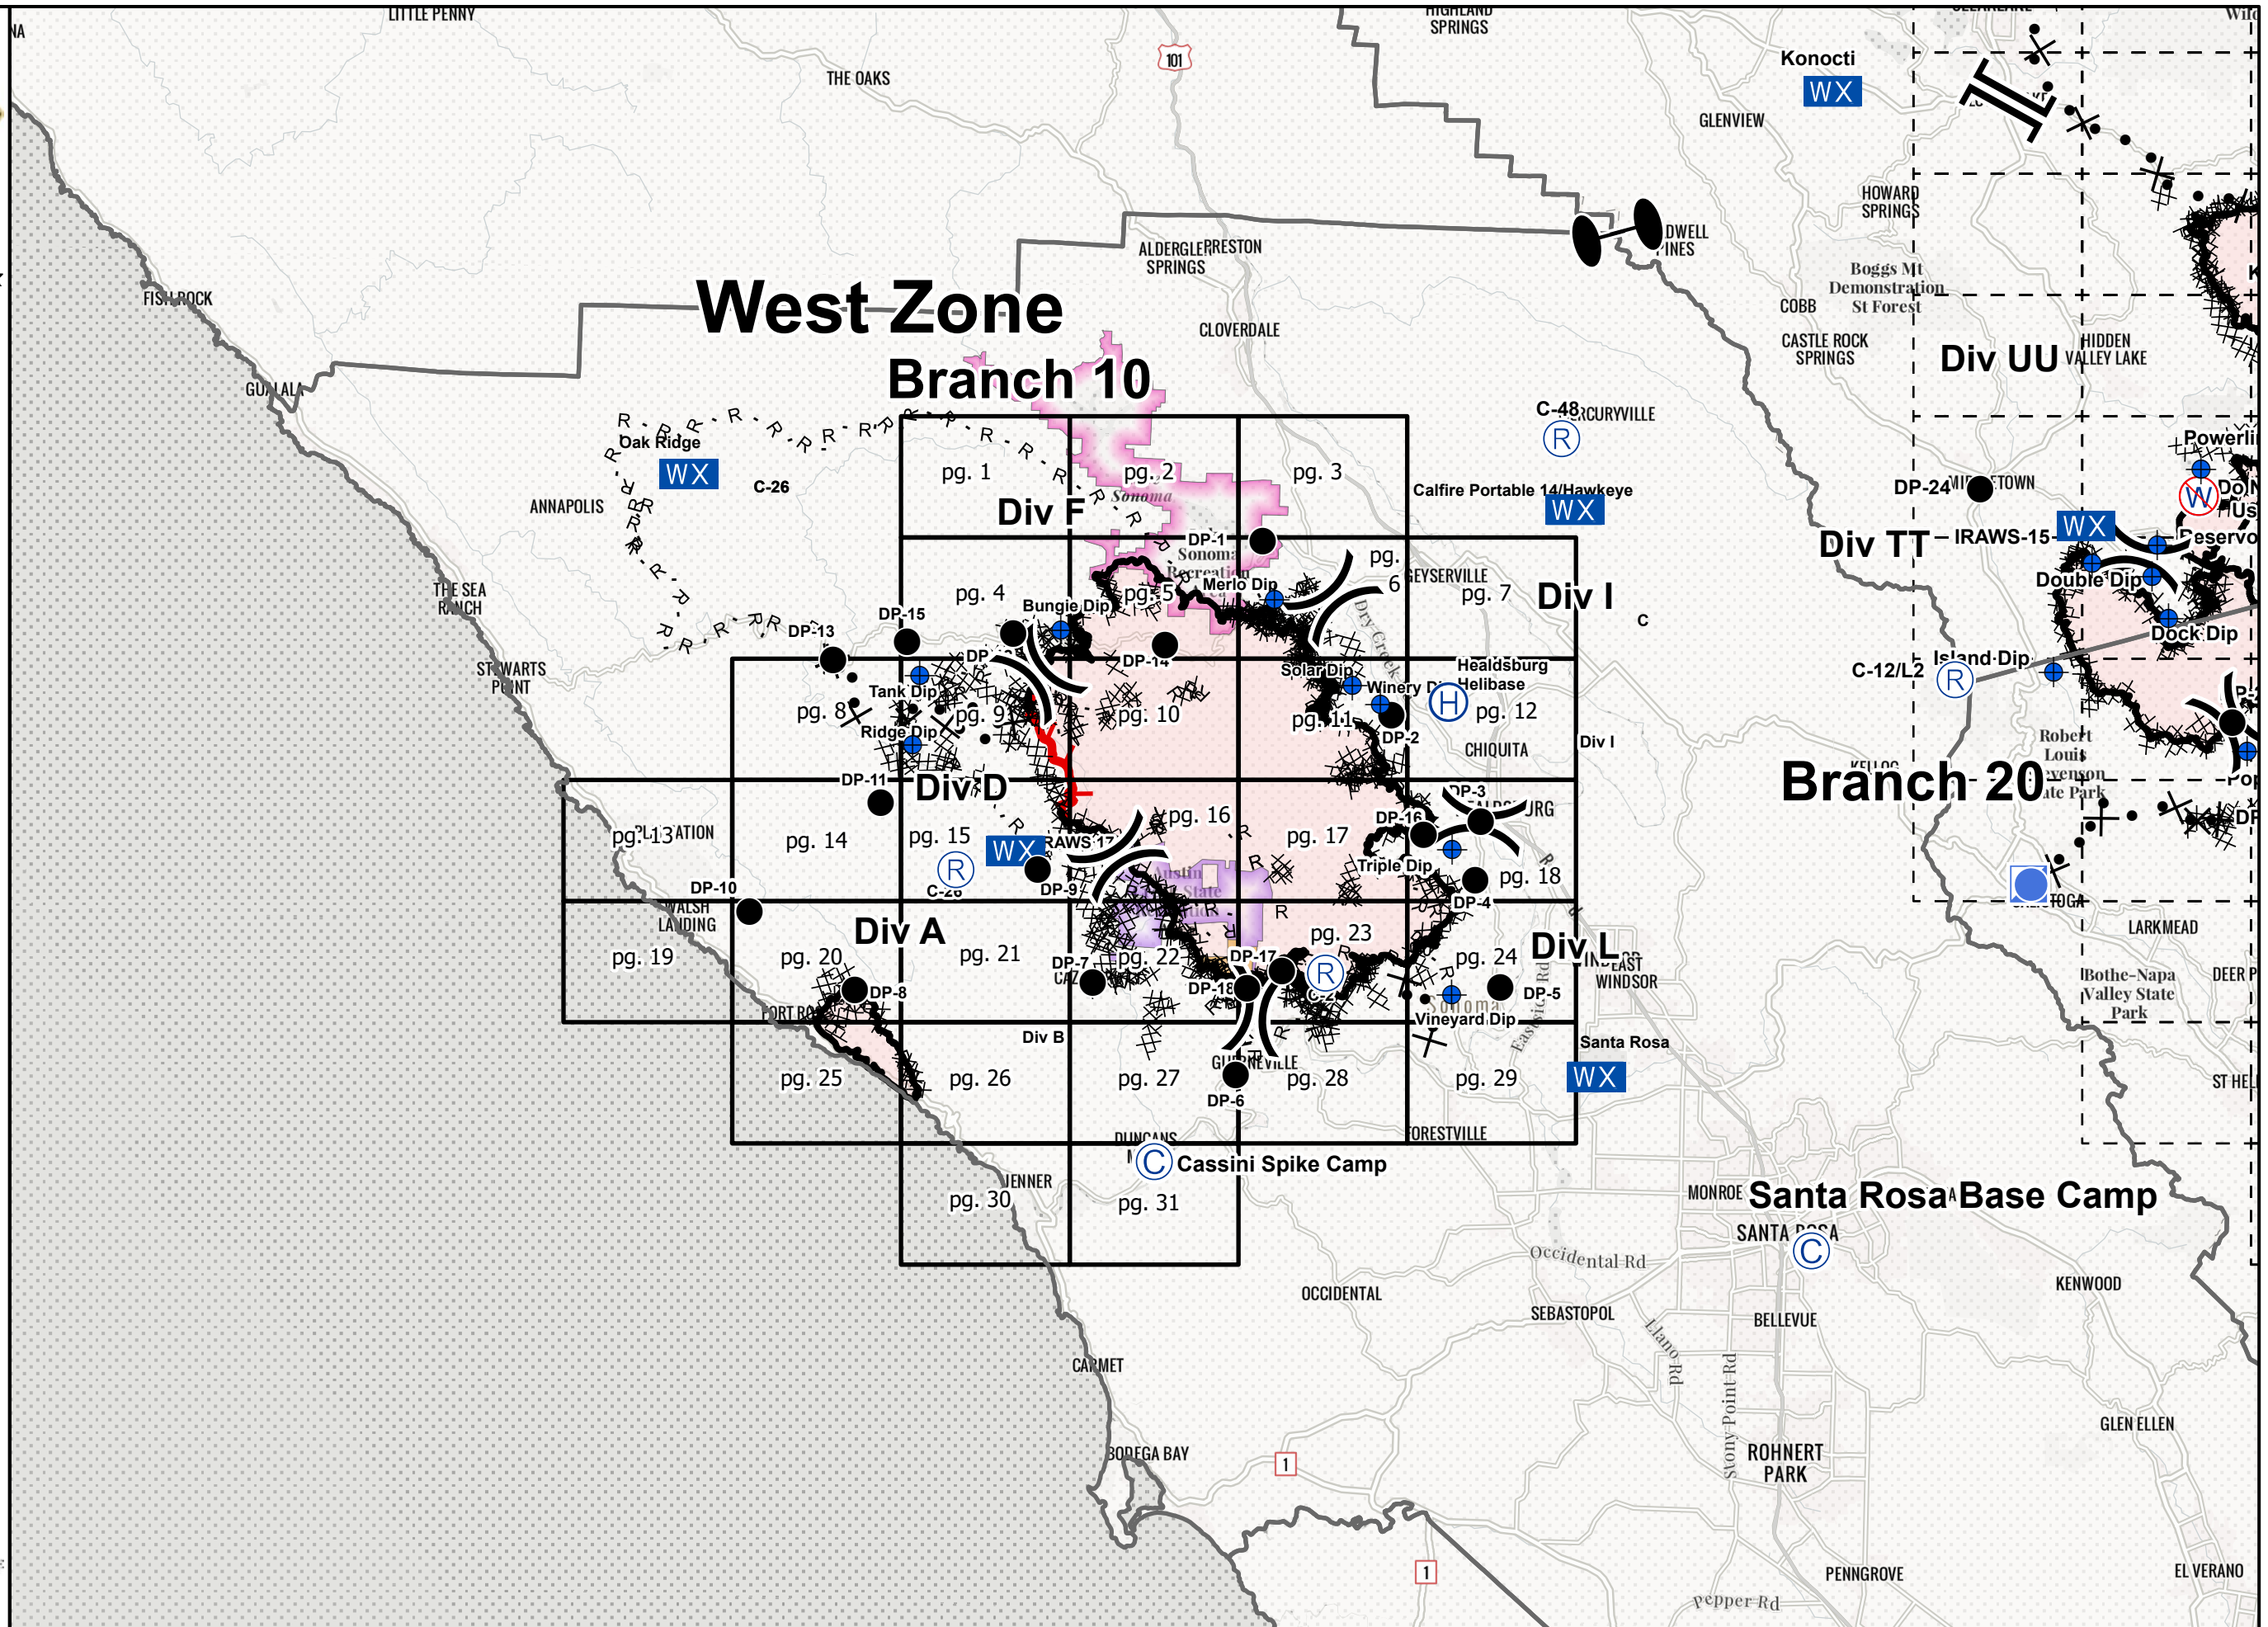 LITTLE PENNY
HIGHLAND
SPRINGS
CLEARLAKE
NA
101
THE OAKS
Konocti
WX
GLENVIEW
HOWARD
SPRINGS
PRESTON
SPRINGS
PINES
Boggs Mt
Demonstration
St Forest
FISH ROCK
West Zone
COBB
CLOVERDALE
CASTLE ROCK
SPRINGS
Div UU
HIDDEN
VALLEY LAKE
Branch 10
GUALALA
C-48
R
Oak Ridge
WX
C-26
ANNAPOLIS
pg. 1
pg. 2
pg. 3
Sonoma
Div F
Calfire Portable 14/Hawkeye
WX
DP-24
W
Div TT
IRAWS-15
WX
DP-1
Sonoma
Recreation
pg.
6
GEYSERVILLE
Merlo Dip
pg. 4
pg. 5
pg. 7
Div I
Double Dip
THE SEA
RANCH
Bungie Dip
DP-15
DP-13
C
Dry Creek
Dock Dip
DP-14
STEWARTS
POINT
Solar Dip
Healdsburg
Helibase
H
C-12/L2
R
Island Dip
Tank Dip
pg. 8
pg. 9
pg. 10
pg. 11
pg. 12
Ridge Dip
DP-2
CHIQUITA
Div I
Robert
Louis
Branch 20
DP-11
Div D
DP-3
pg. 13
pg. 14
pg. 15
pg. 16
pg. 17
DP-16
WX
R
C-26
DP-9
Triple Dip
pg. 18
DP-4
DP-10
WALSH
LANDING
Div A
LARKMEAD
pg. 19
pg. 20
pg. 21
pg. 22
pg. 23
pg. 24
Div L
WINDSOR
DP-7
DP-17
R
DP-8
DP-18
DP-5
Sonoma
Bothe-Napa
Valley State
Park
Vineyard Dip
Div B
Santa Rosa
WX
GUERNEVILLE
pg. 25
pg. 26
pg. 27
pg. 28
pg. 29
DP-6
FORESTVILLE
C
Cassini Spike Camp
JENNER
pg. 30
pg. 31
MONROE
Santa Rosa Base Camp
SANTA ROSA
C
Occidental Rd
OCCIDENTAL
KENWOOD
SEBASTOPOL
BELLEVUE
Llano Rd
Stony Point Rd
CARMET
GLEN ELLEN
BODEGA BAY
1
ROHNERT
PARK
1
PENNGROVE
EL VERANO
Pepper Rd